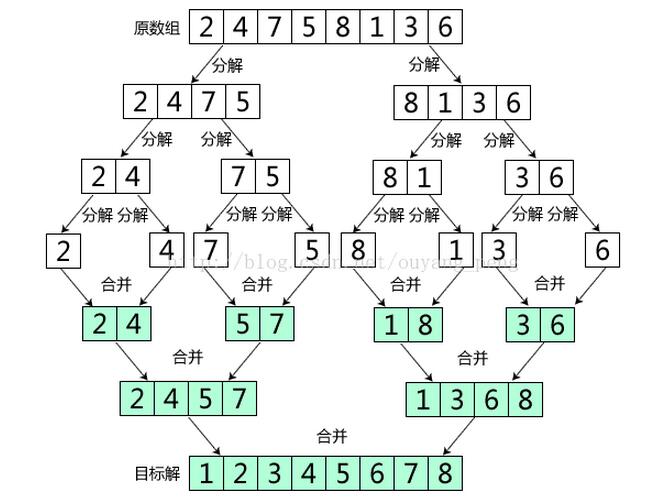 原数组 2 4 7 5 8 1 3 6
分解 分解
2 4 7 5 8 1 3 6
分解 分解 分解 分解
2 4 7 5 8 1 3 6
分解 分解 分解 分解 分解 分解 分解 分解
2 4 7 5 8 1 3 6
http://blog.csdn.net/ouyang_peng
合并 合并 合并 合并
2 4 5 7 1 8 3 6
合并 合并
2 4 5 7 1 3 6 8
合并
目标解 1 2 3 4 5 6 7 8